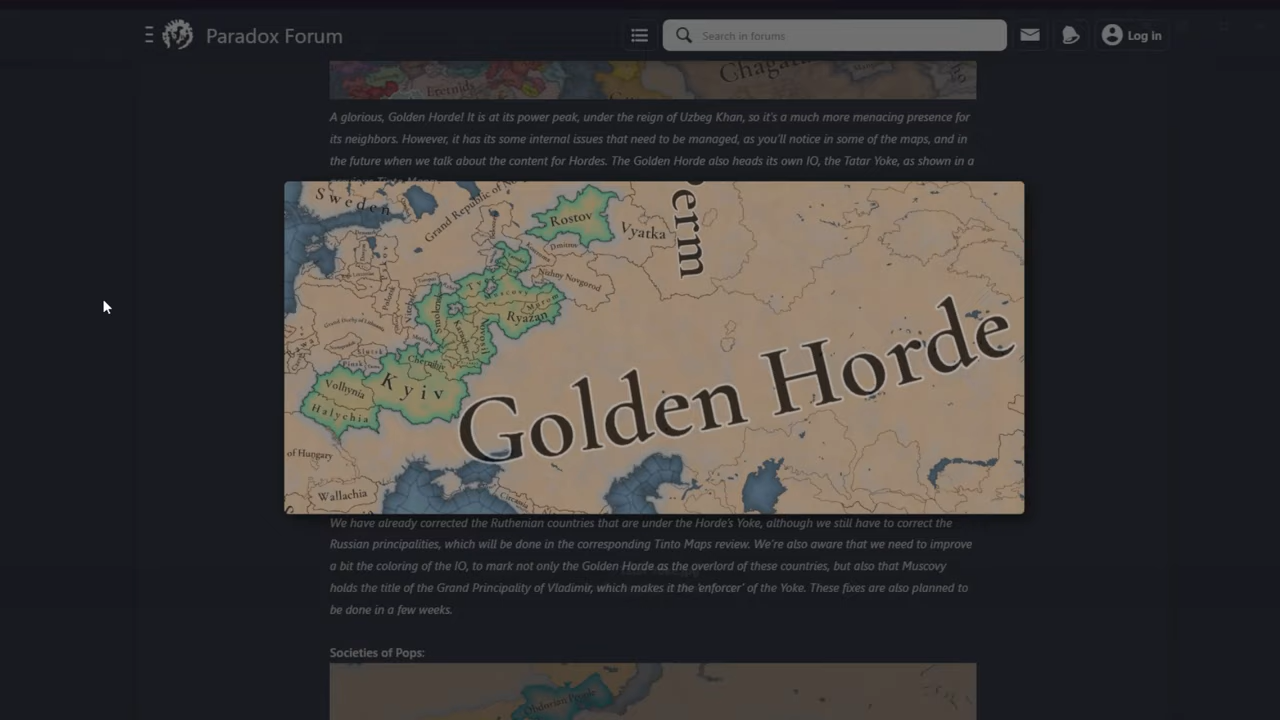 Paradox Forum
Search in forums
Log in
Eretnids
A glorious, Golden Horde! It is at its power peak, under the reign of Uzbeg Khan, so it's a much more menacing presence for
its neighbors. However, it has its some internal issues that need to be managed, as you'll notice in some of the maps, and in
the future when we talk about the content for Hordes. The Golden Horde also heads its own IO, the Tatar Yoke, as shown in a
Sweden
Rostov
Vyatka
Nizhny Novgorod
Muscovy
Murom
Ryazan
Smolensk
Novosil
Chernihiv
Slutsk
Pinsk
Volhynia
Kyiv
Halychia
Golden Horde
of Hungary
Wallachia
Circassia
We have already corrected the Ruthenian countries that are under the Horde's Yoke, although we still have to correct the
Russian principalities, which will be done in the corresponding Tinto Maps review. We're also aware that we need to improve
a bit the coloring of the IO, to mark not only the Golden Horde as the overlord of these countries, but also that Muscovy
holds the title of the Grand Principality of Vladimir, which makes it the 'enforcer' of the Yoke. These fixes are also planned to
be done in a few weeks.
Societies of Pops: